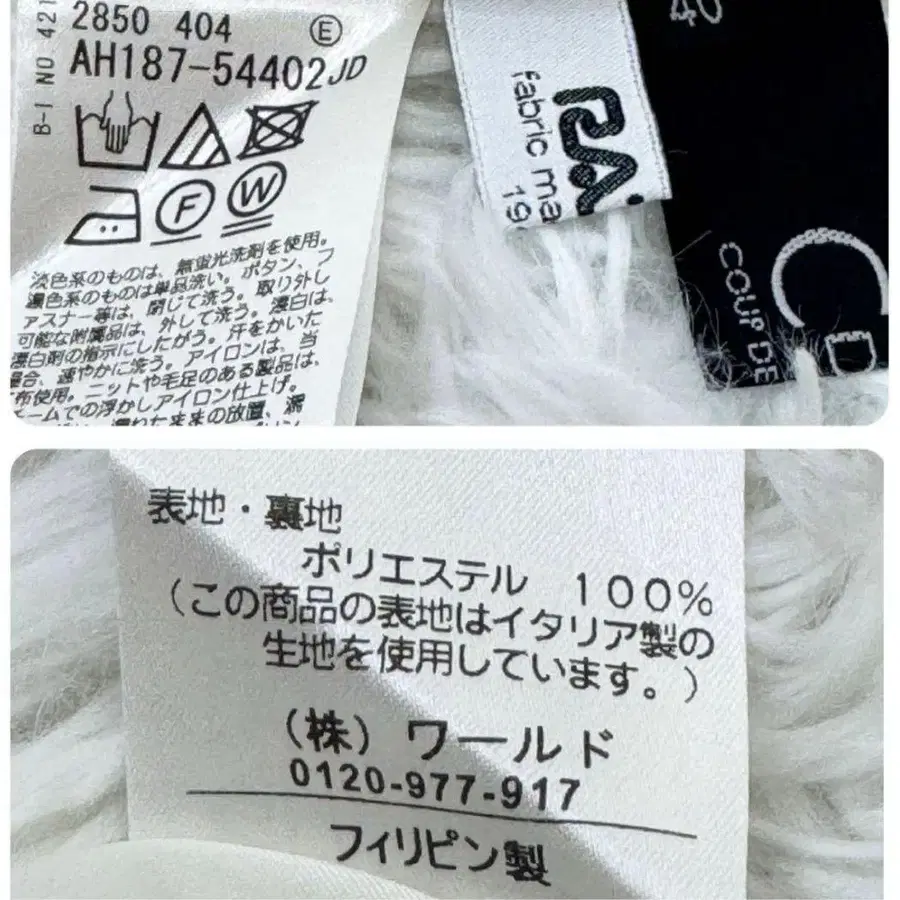 B-I NO 421
2850 404 Ⓔ
AH187-54402JD
F
W
淡色系のものは、無蛍光洗剤を使用。
濃色系のものは単品洗い。ボタン、フ
ァスナー等は、閉じて洗う。取り外し
可能な附属品は、外して洗う。漂白は、
漂白剤の指示にしたがう。汗をかいた
場合、速やかに洗う。アイロンは、当
て布使用。ニットや毛足のある製品は、
ームでの浮かしアイロン仕上げ。
fabric ma
19
40
COUP DE
表地・裏地
ポリエステル 100%
(この商品の表地はイタリア製の
生地を使用しています。)
(株)ワールド
0120-977-917
フィリピン製